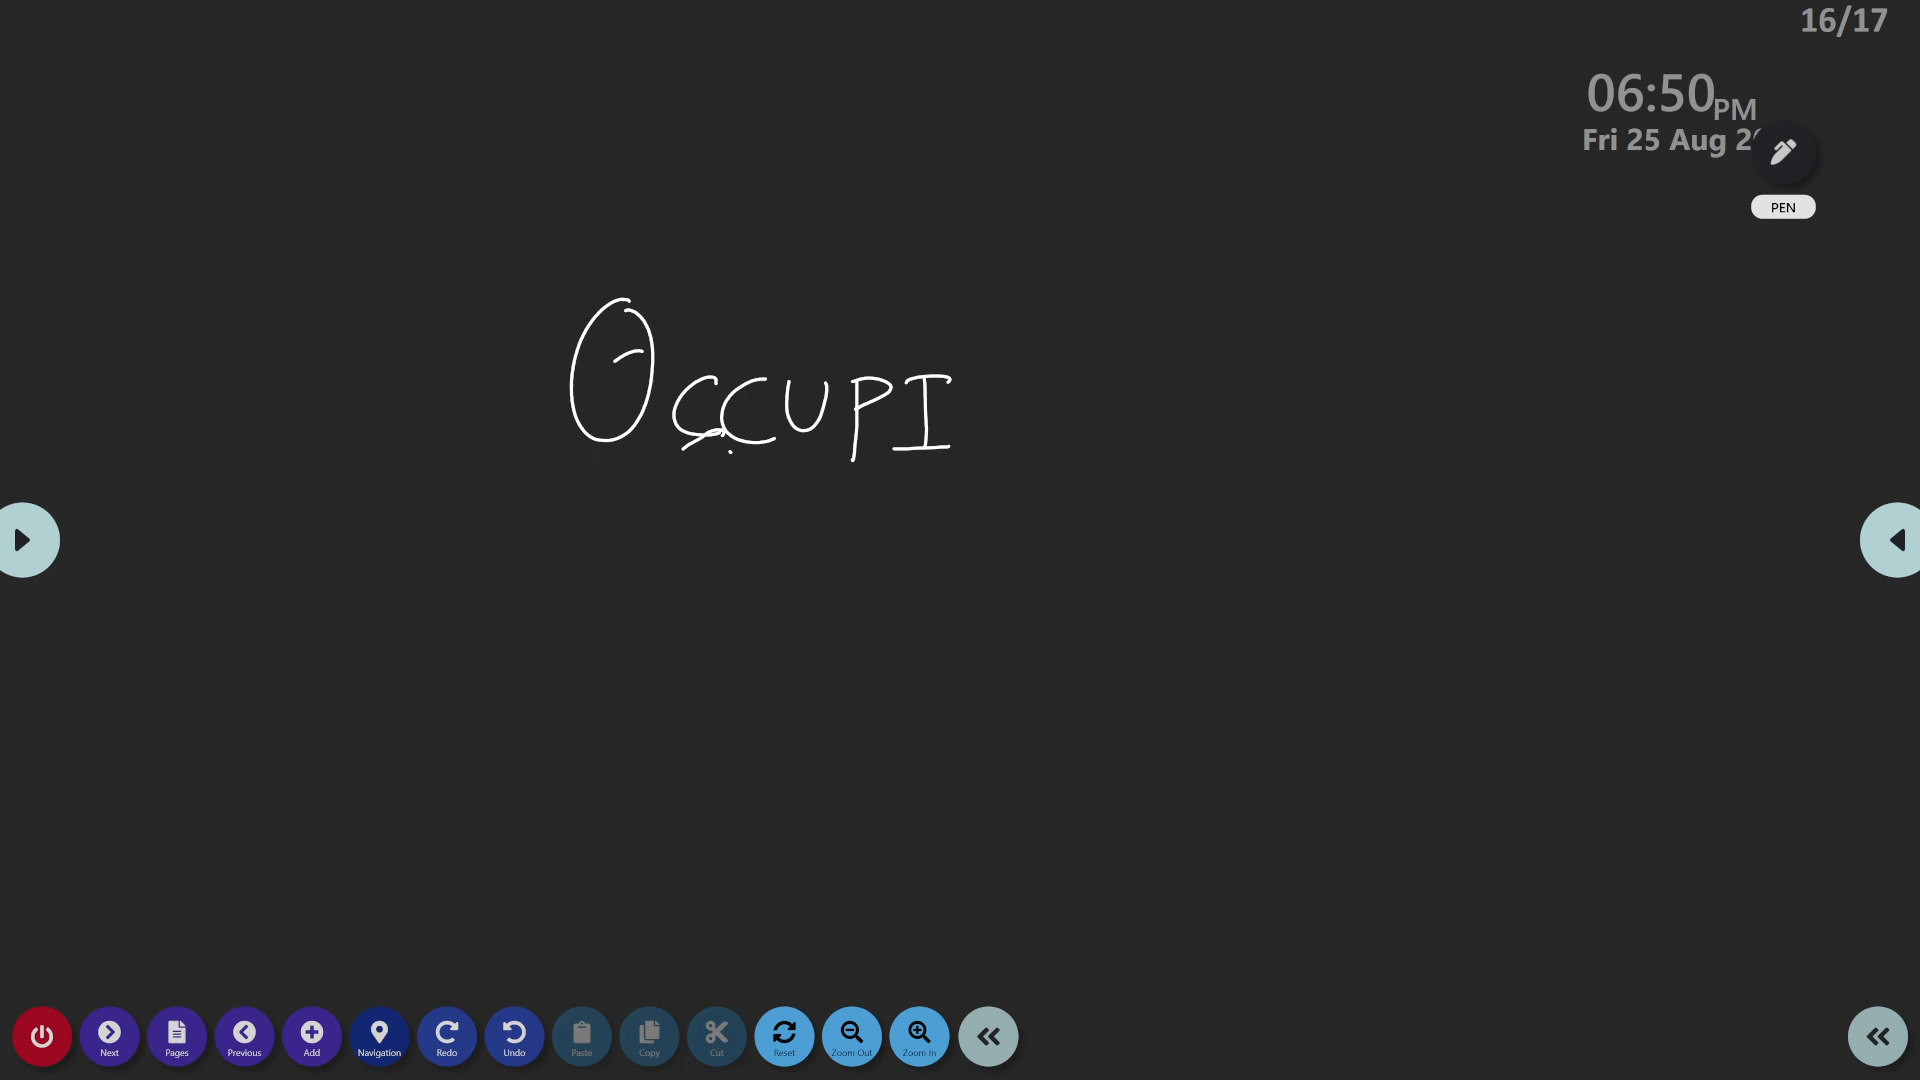 16/17
06:50PM
Fri 25 Aug
PEN
OCCUPI
Next
Pages
Previous
Add
Navigation
Redo
Undo
Paste
Copy
Cut
Reset
Zoom Out
Zoom In